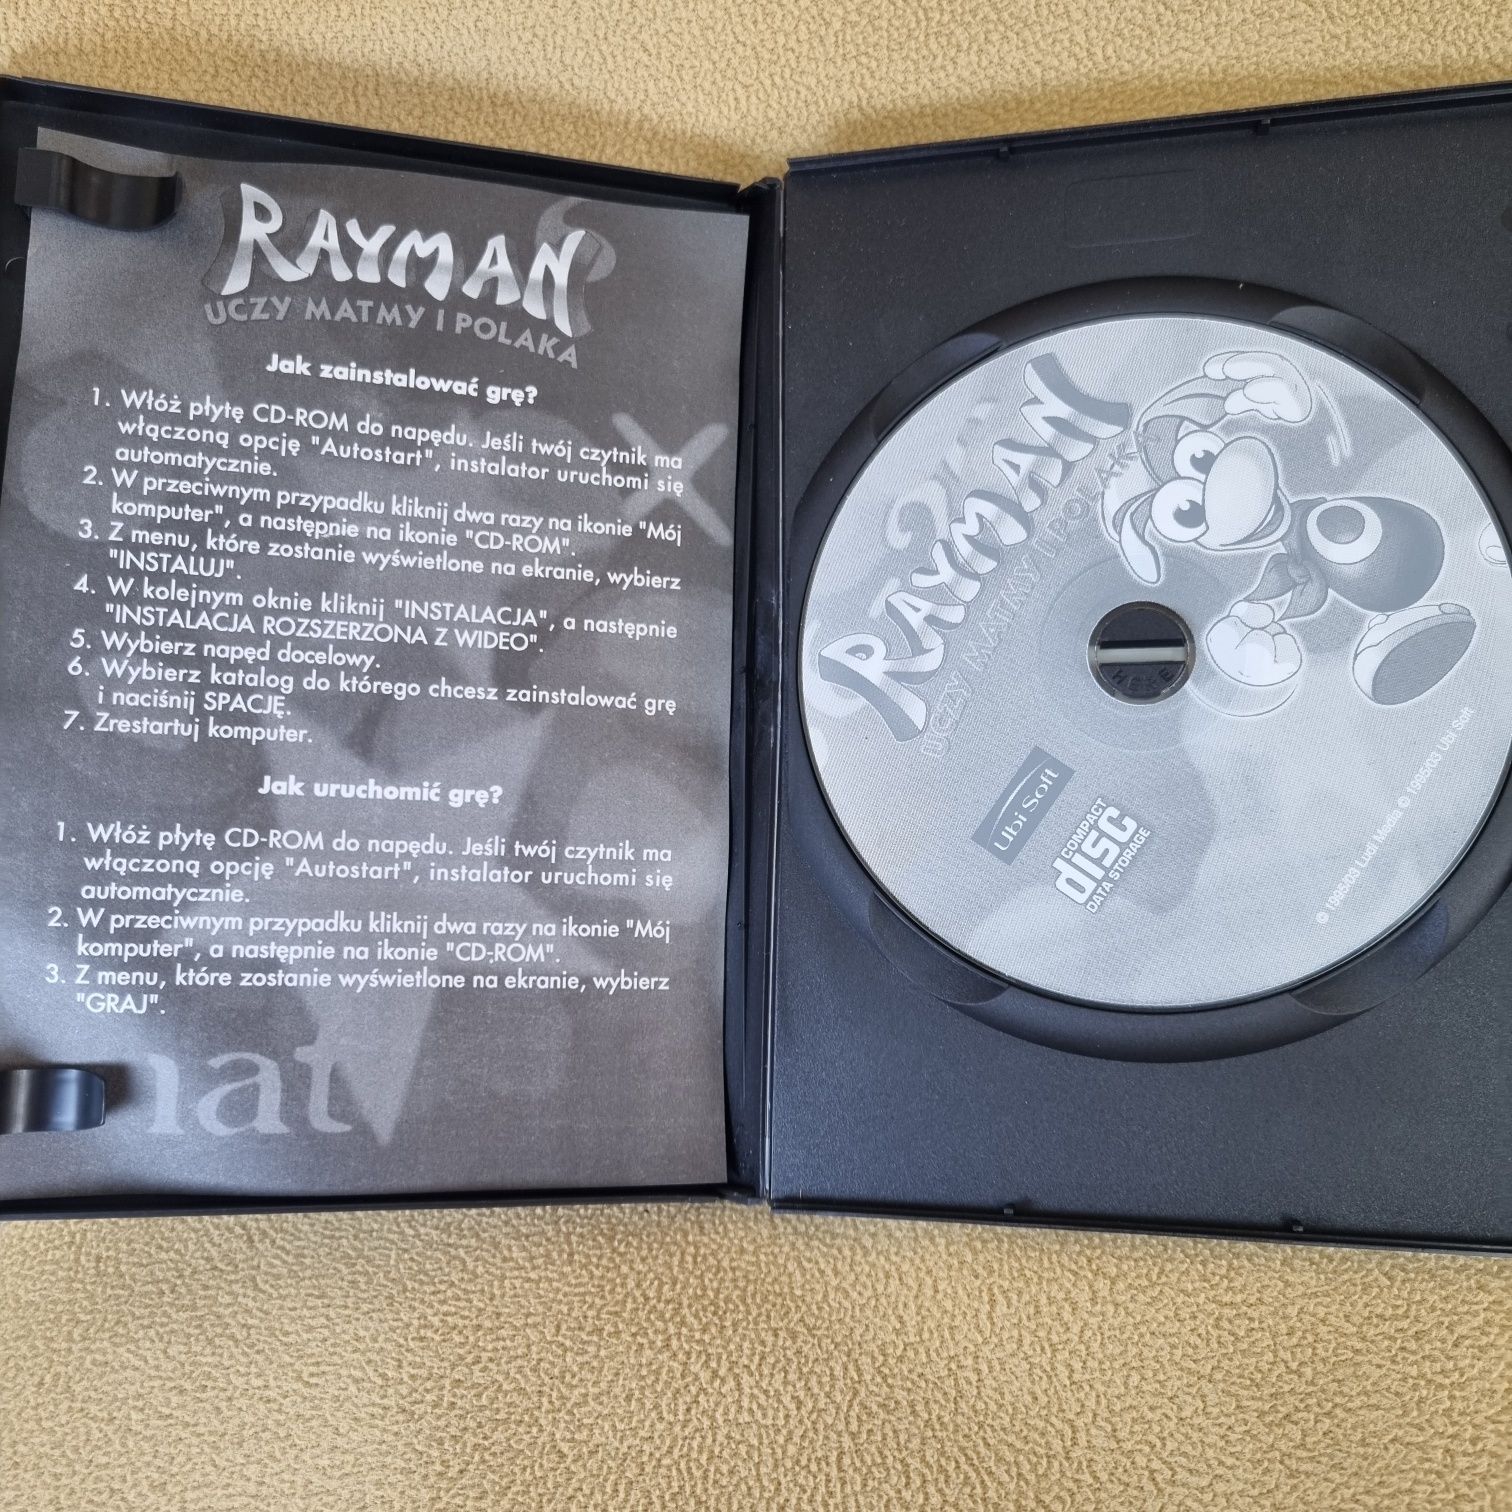 RAYMAN
UCZY MATMY I POLAKA
Jak zainstalować grę?
1. Włóż płytę CD-ROM do napędu. Jeśli twój czytnik ma
włączoną opcję "Autostart", instalator uruchomi się
automatycznie.
2. W przeciwnym przypadku kliknij dwa razy na ikonie "Mój
komputer", a następnie na ikonie "CD-ROM".
3. Z menu, które zostanie wyświetlone na ekranie, wybierz
"INSTALUJ".
4. W kolejnym oknie kliknij "INSTALACJA", a następnie
"INSTALACJA ROZSZERZONA Z WIDEO".
5. Wybierz napęd docelowy.
6. Wybierz katalog do którego chcesz zainstalować grę
i naciśnij SPACJĘ.
7. Zrestartuj komputer.
Jak uruchomić grę?
1. Włóż płytę CD-ROM do napędu. Jeśli twój czytnik ma
włączoną opcję "Autostart", instalator uruchomi się
automatycznie.
2. W przeciwnym przypadku kliknij dwa razy na ikonie "Mój
komputer", a następnie na ikonie "CD-ROM".
3. Z menu, które zostanie wyświetlone na ekranie, wybierz
"GRAJ".
nat
RAYMAN
UCZY MATMY I POLAKA
Ubi Soft
COMPACT
disc
DATA STORAGE
Ludi Media
Ubi Soft